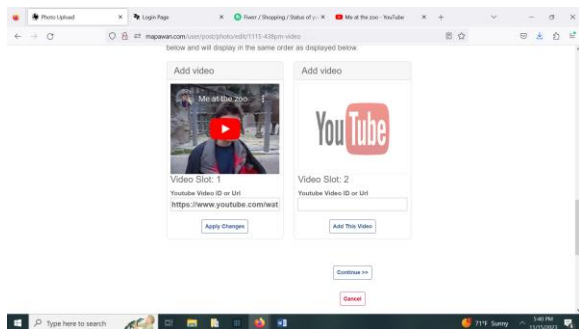 Photo Upload
Login Page
Fiverr / Shopping / Status of y
Me at the zoo - YouTube
mapawan.com/user/post/photo/edit/1115-438pm-video
below and will display in the same order as displayed below.
Add video
Me at the zoo
Video Slot: 1
Youtube Video ID or Url
https://www.youtube.com/wat
Apply Changes
Add video
YouTube
Video Slot: 2
Youtube Video ID or Url
Add This Video
Continue >>
Cancel
Type here to search
71°F Sunny
5:40 PM
11/15/2023